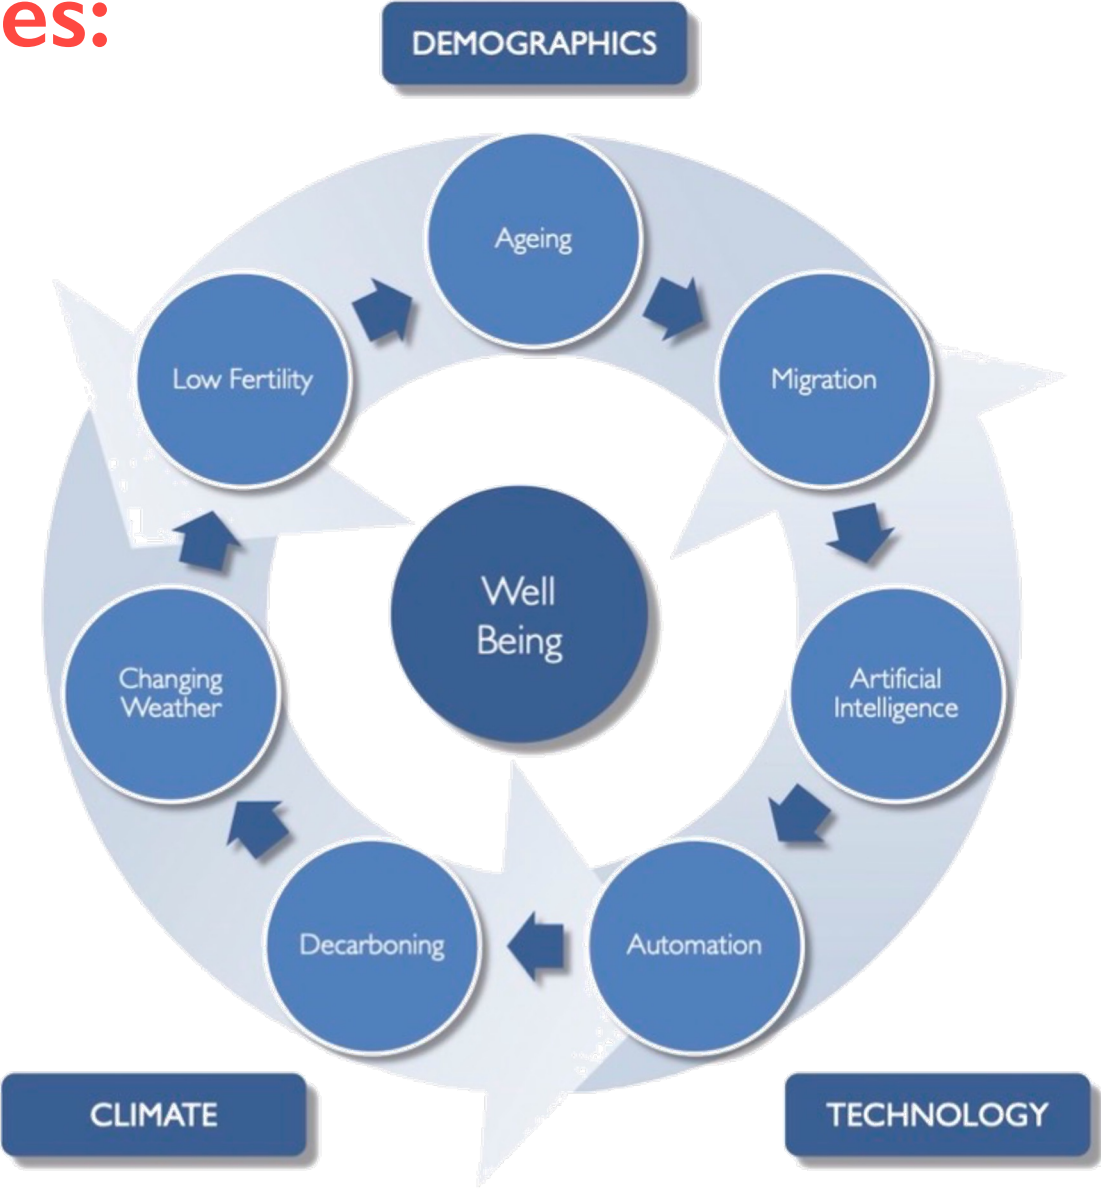 es:
DEMOGRAPHICS
Ageing
Low Fertility
Migration
Well
Being
Changing
Weather
Artificial
Intelligence
Decarboning
Automation
CLIMATE
TECHNOLOGY